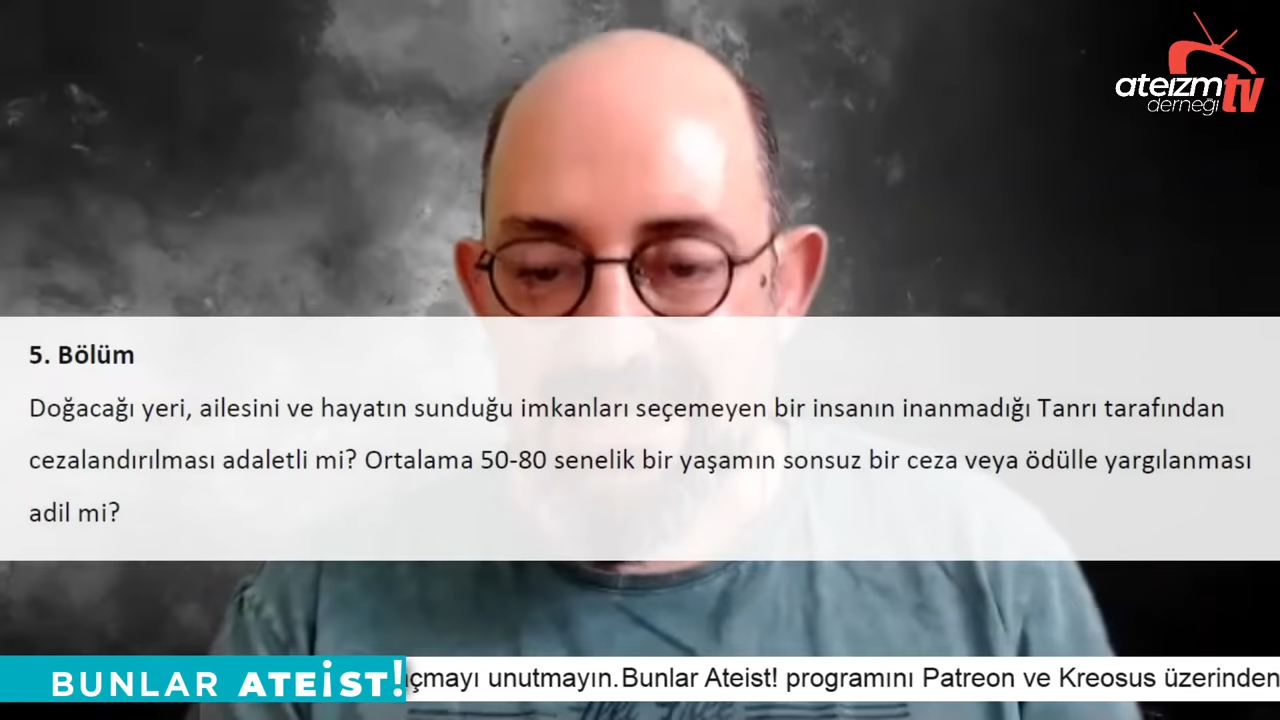 ateizm tv
derneği
5. Bölüm
Doğacağı yeri, ailesini ve hayatın sunduğu imkanları seçemeyen bir insanın inanmadığı Tanrı tarafından
cezalandırılması adaletli mi? Ortalama 50-80 senelik bir yaşamın sonsuz bir ceza veya ödülle yargılanması
adil mi?
BUNLAR ATEİST!
çmayı unutmayın. Bunlar Ateist! programını Patreon ve Kreosus üzerinden